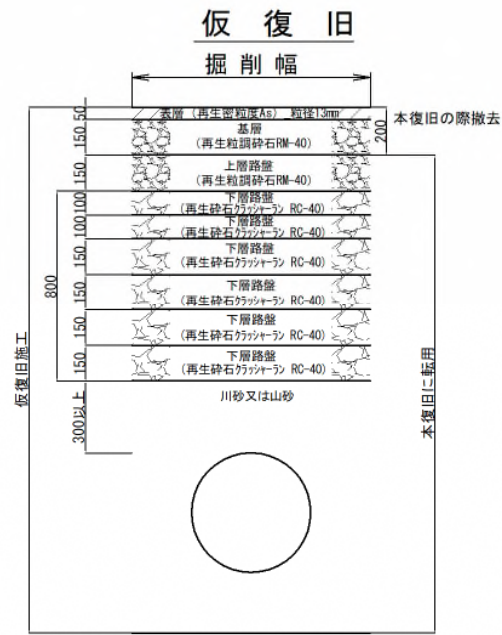 仮 復 旧
掘 削 幅
50
表層 (再生密粒度As) 粒径13mm
200
本復旧の際撤去
150
基層
(再生粒調砕石RM-40)
150
上層路盤
(再生粒調砕石RM-40)
100
下層路盤
(再生砕石クラッシャーラン RC-40)
100
下層路盤
(再生砕石クラッシャーラン RC-40)
150
下層路盤
(再生砕石クラッシャーラン RC-40)
800
150
下層路盤
(再生砕石クラッシャーラン RC-40)
150
下層路盤
(再生砕石クラッシャーラン RC-40)
150
下層路盤
(再生砕石クラッシャーラン RC-40)
仮復旧施工
300以上
川砂又は山砂
本復旧に転用